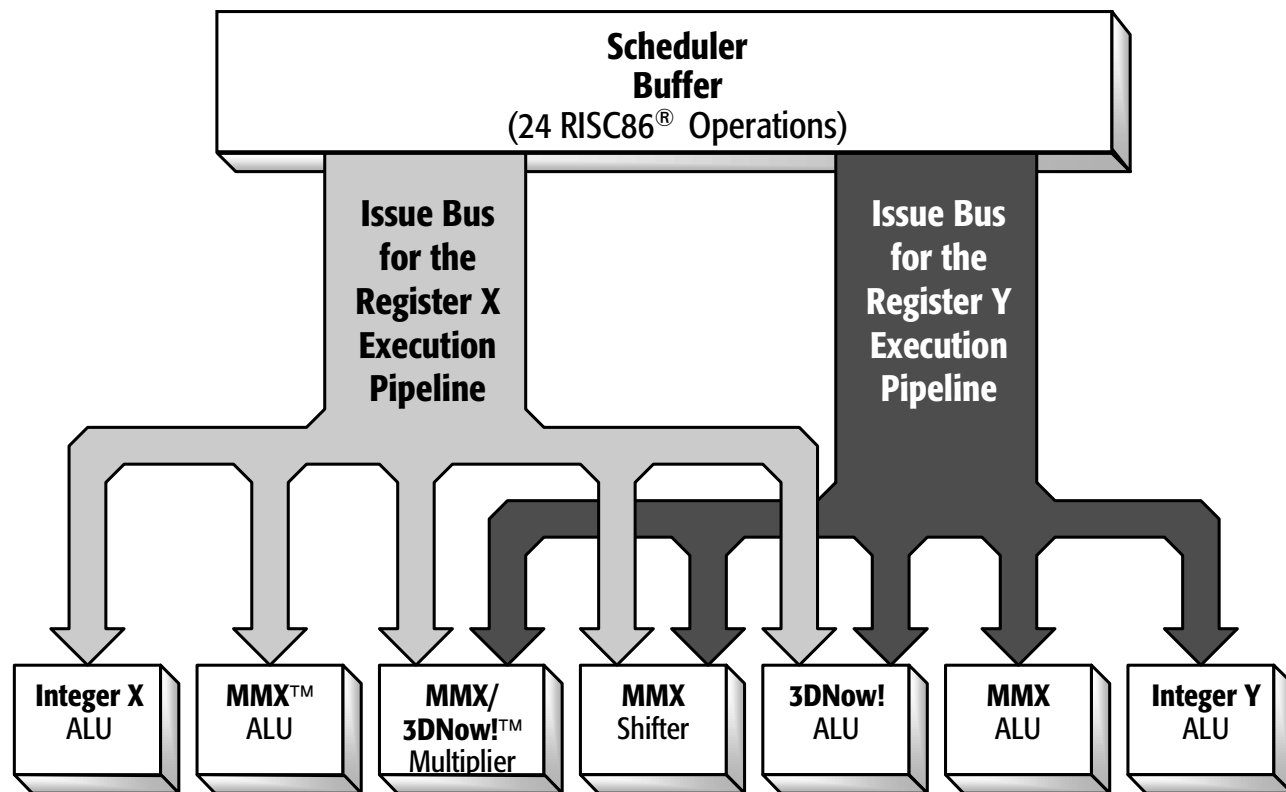 Scheduler
Buffer
(24 RISC86® Operations)
Issue Bus
for the
Register X
Execution
Pipeline
Issue Bus
for the
Register Y
Execution
Pipeline
Integer X
ALU
MMX™
ALU
MMX/
3DNow!™
Multiplier
MMX
Shifter
3DNow!
ALU
MMX
ALU
Integer Y
ALU